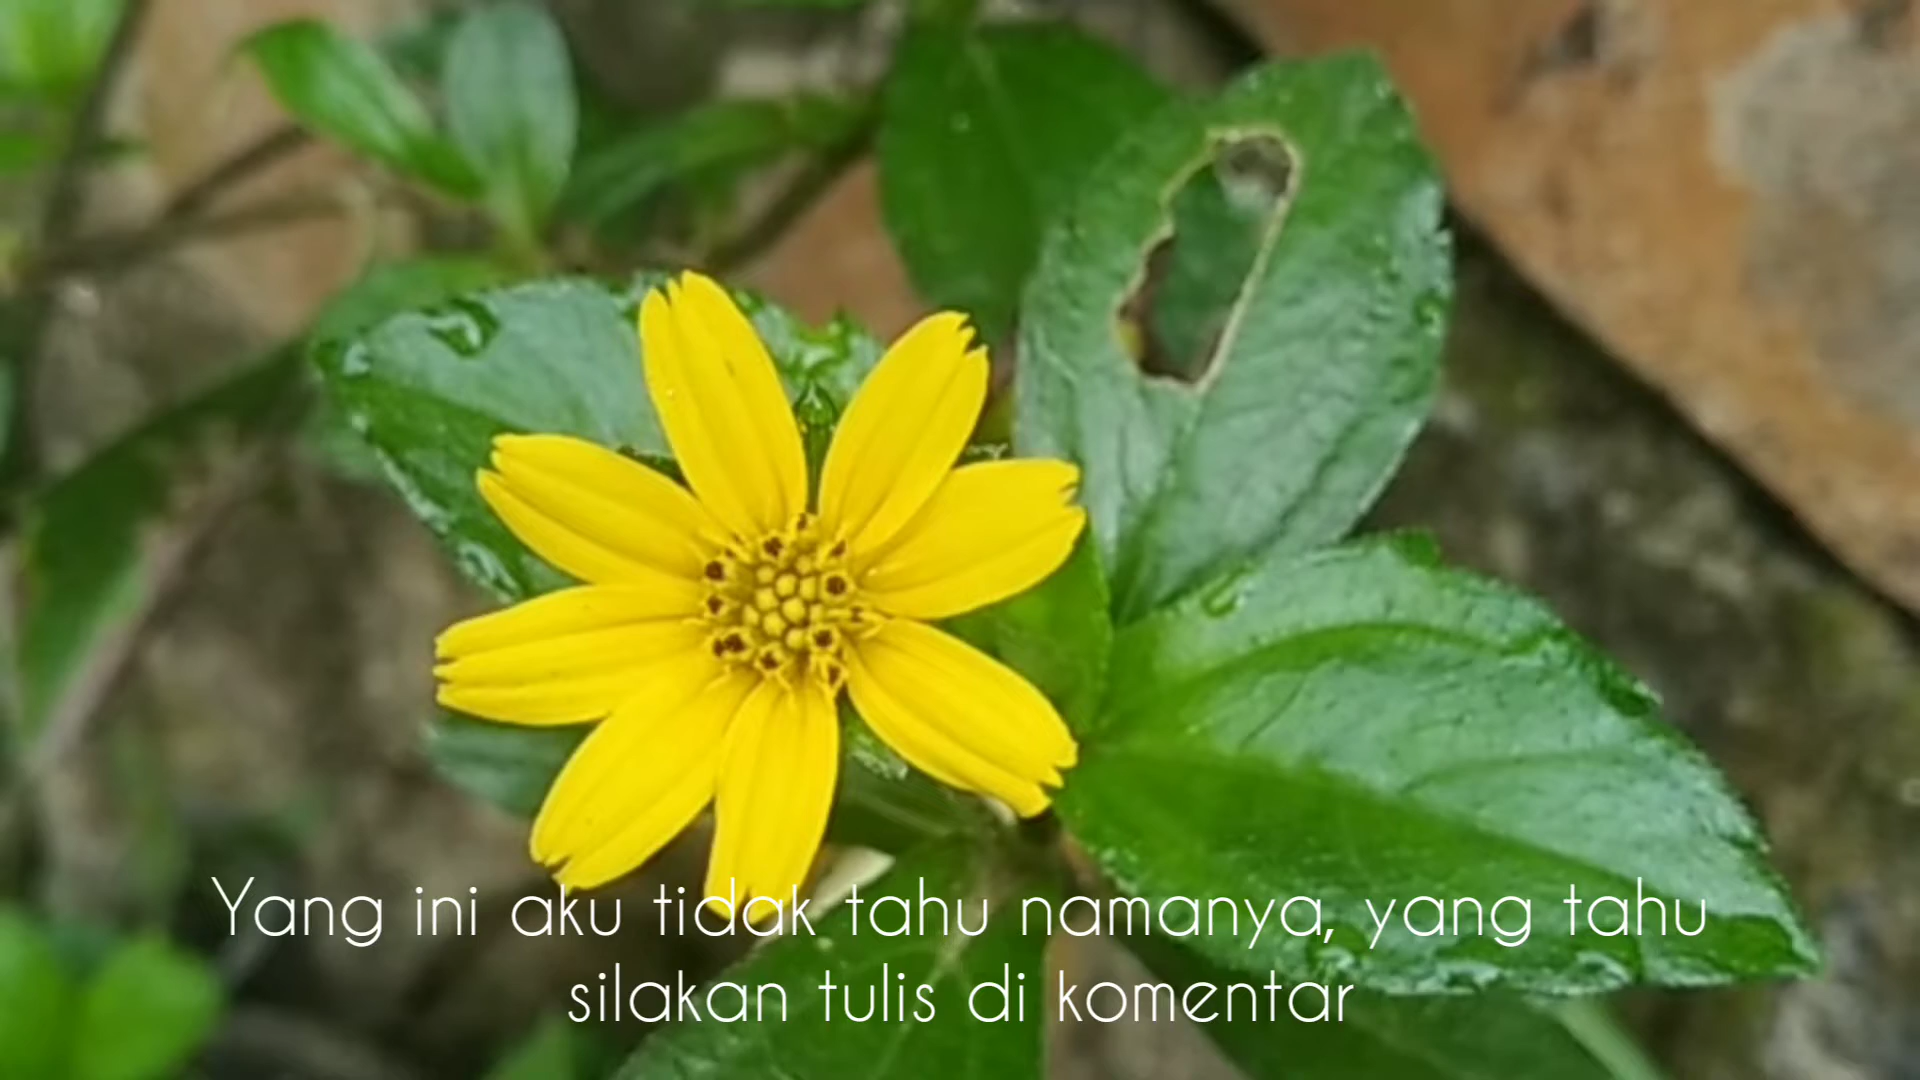 Yang ini aku tidak tahu namanya, yang tahu
silakan tulis di komentar